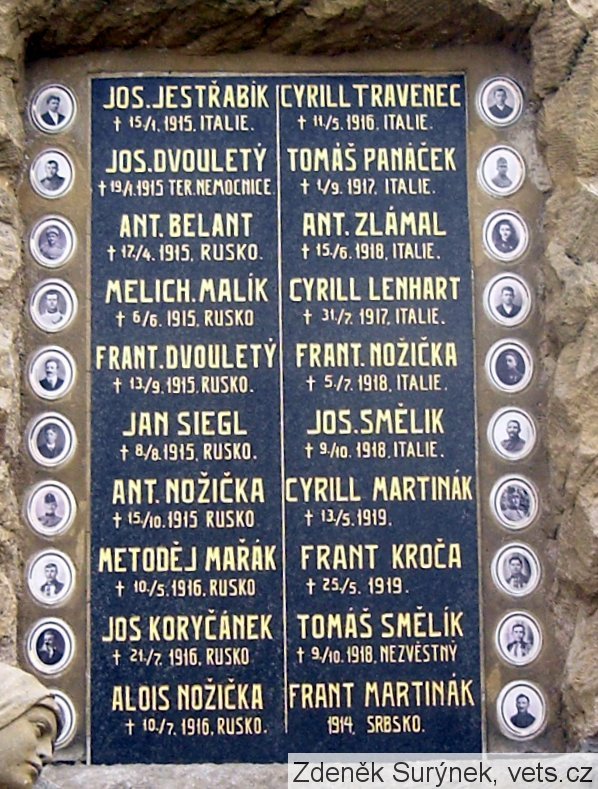 JOS. JESTŘABÍK
† 15/1. 1915, ITALIE.
JOS. DVOULETÝ
† 19/1. 1915 TER. NEMOCNICE.
ANT. BELANT
† 17./4. 1915, RUSKO.
MELICH. MALÍK
† 6/6. 1915, RUSKO
FRANT. DVOULETÝ
† 13/9. 1915, RUSKO.
JAN SIEGL
† 8/8. 1915, RUSKO.
ANT. NOŽIČKA
† 15/10. 1915 RUSKO
METODĚJ MAŘÁK
† 10/5. 1916, RUSKO
JOS KORYČÁNEK
† 21./7. 1916, RUSKO
ALOIS NOŽIČKA
† 10./7. 1916, RUSKO.
CYRILL TRAVENEC
† 11./5. 1916, ITALIE.
TOMÁŠ PANÁČEK
† 1/9. 1917, ITALIE.
ANT. ZLÁMAL
† 15./6. 1918, ITALIE.
CYRILL LENHART
† 31./7. 1917, ITALIE.
FRANT. NOŽIČKA
† 5./7. 1918, ITALIE.
JOS. SMĚLIK
† 9./10. 1918, ITALIE.
CYRILL MARTINÁK
† 13./5. 1919.
FRANT KROČA
† 25./5. 1919.
TOMÁŠ SMĚLÍK
† 9./10. 1918, NEZVĚSTNÝ
FRANT MARTINÁK
1914, SRBSKO.
Zdeněk Surýnek, vets.cz